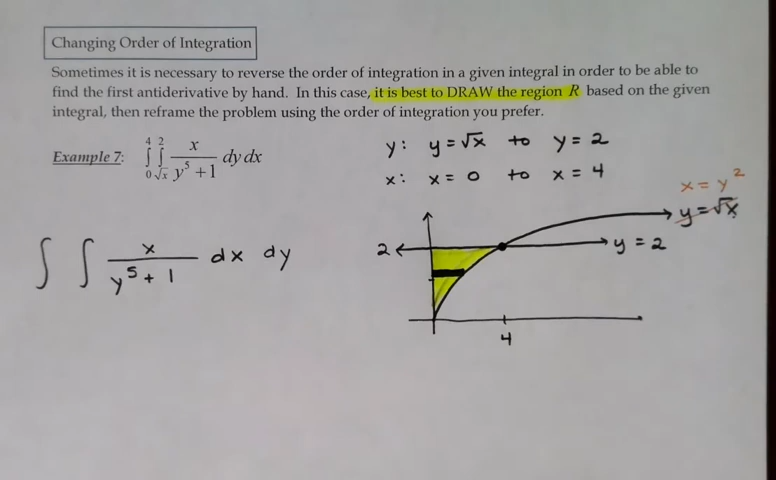 Changing Order of Integration
Sometimes it is necessary to reverse the order of integration in a given integral in order to be able to
find the first antiderivative by hand. In this case, it is best to DRAW the region R based on the given
integral, then reframe the problem using the order of integration you prefer.
Example 7: ∫₀⁴ ∫_√x² x/(y⁵+1) dy dx
y: y = √x to y = 2
x: x = 0 to x = 4
x = y²
y = √x
2
y = 2
∫ ∫ x/(y⁵ + 1) dx dy
4